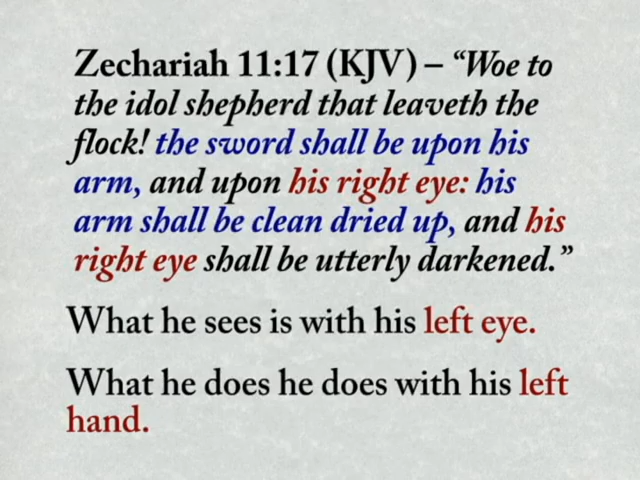 Zechariah 11:17 (KJV) – “Woe to
the idol shepherd that leaveth the
flock! the sword shall be upon his
arm, and upon his right eye: his
arm shall be clean dried up, and his
right eye shall be utterly darkened.”
What he sees is with his left eye.
What he does he does with his left
hand.